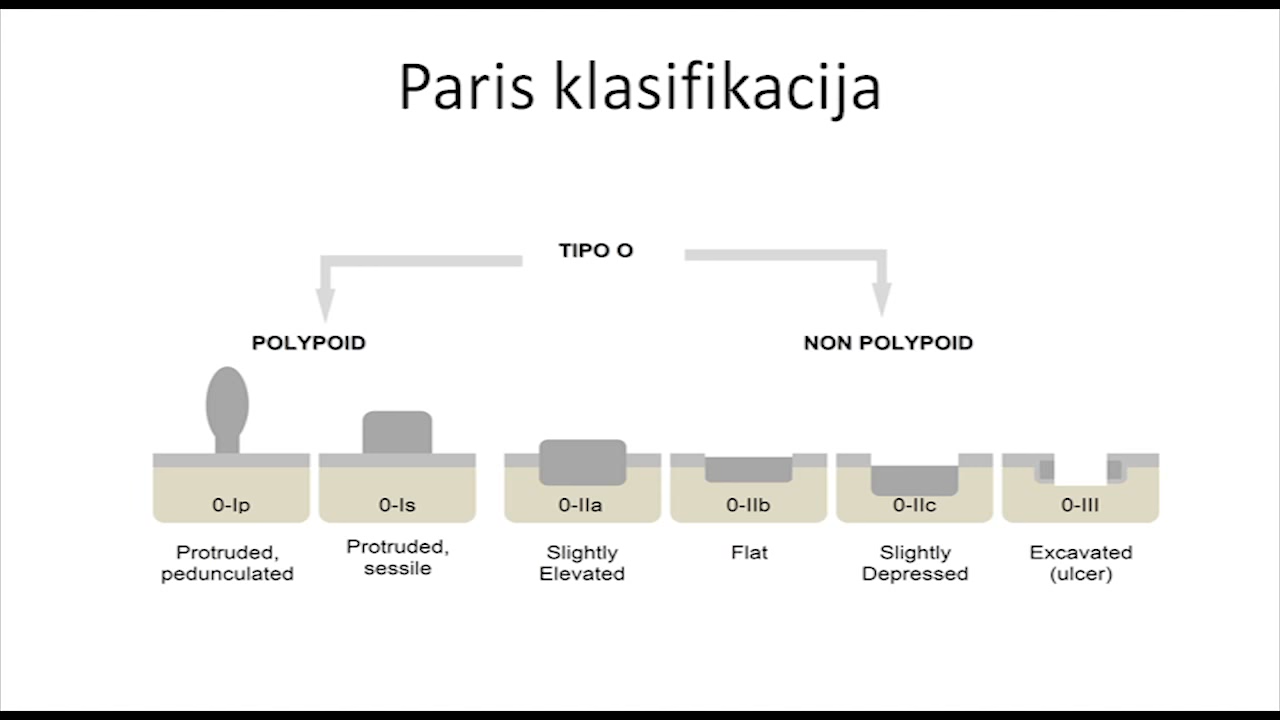 Paris klasifikacija
TIPO O
POLYPOID
NON POLYPOID
0-Ip
0-Is
0-IIa
0-IIb
0-IIc
0-III
Protruded,
pedunculated
Protruded,
sessile
Slightly
Elevated
Flat
Slightly
Depressed
Excavated
(ulcer)